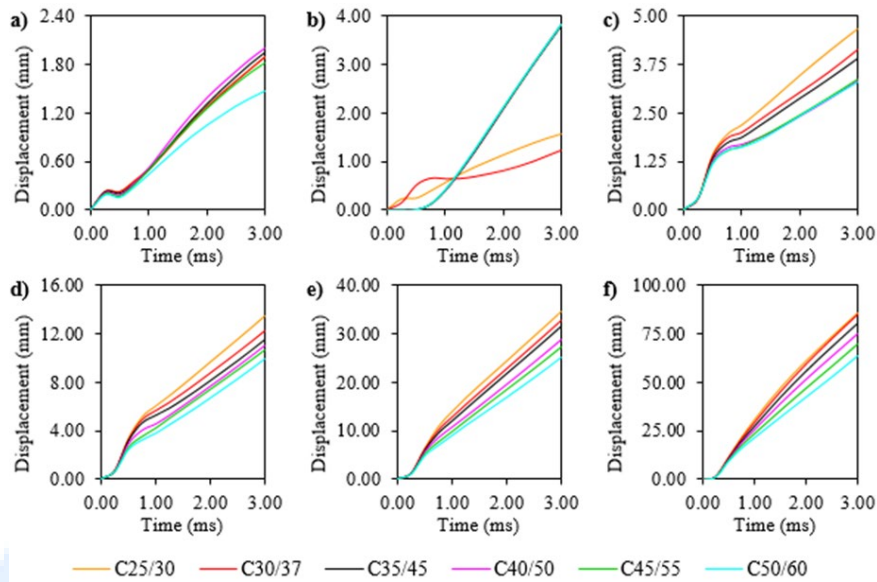 a)
2.40
1.80
1.20
0.60
0.00
Displacement (mm)
0.00 1.00 2.00 3.00
Time (ms)
b)
4.00
3.00
2.00
1.00
0.00
Displacement (mm)
0.00 1.00 2.00 3.00
Time (ms)
c)
5.00
3.75
2.50
1.25
0.00
Displacement (mm)
0.00 1.00 2.00 3.00
Time (ms)
d)
16.00
12.00
8.00
4.00
0.00
Displacement (mm)
0.00 1.00 2.00 3.00
Time (ms)
e)
40.00
30.00
20.00
10.00
0.00
Displacement (mm)
0.00 1.00 2.00 3.00
Time (ms)
f)
100.00
75.00
50.00
25.00
0.00
Displacement (mm)
0.00 1.00 2.00 3.00
Time (ms)
C25/30 C30/37 C35/45 C40/50 C45/55 C50/60